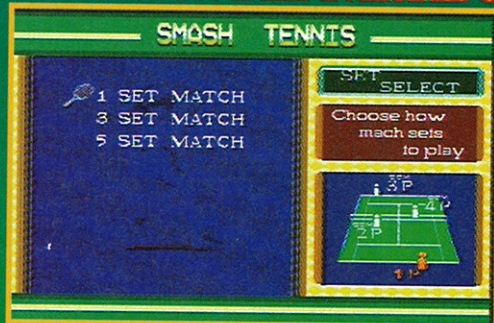 SMASH TENNIS
1 SET MATCH
3 SET MATCH
5 SET MATCH
SET
SELECT
Choose how
mach sets
to play
3P
4P
2P
1P